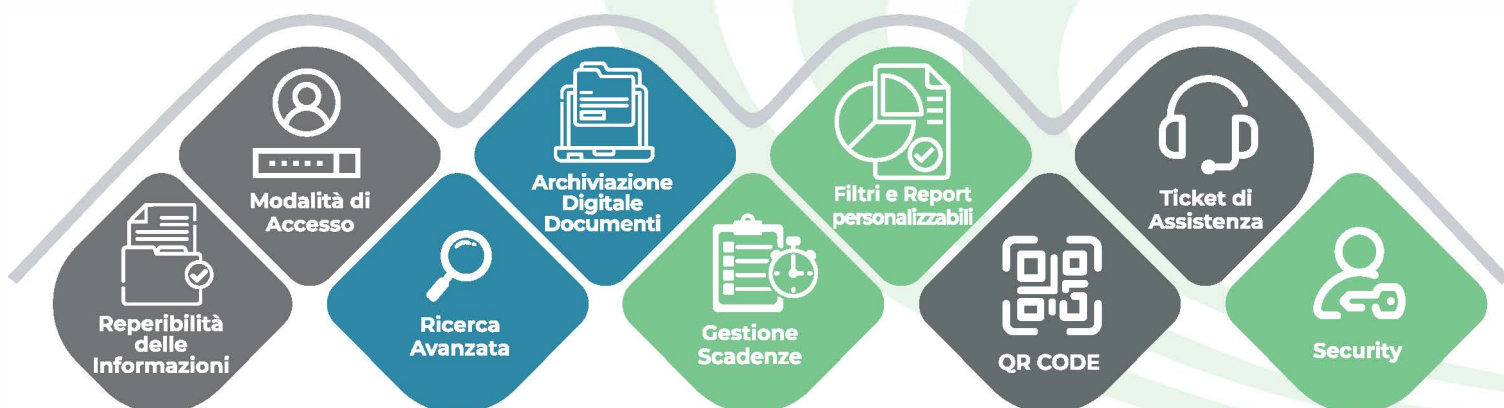 Reperibilità
delle
Informazioni
Modalità di
Accesso
Ricerca
Avanzata
Archiviazione
Digitale
Documenti
Gestione
Scadenze
Filtri e Report
personalizzabili
QR CODE
Ticket di
Assistenza
Security